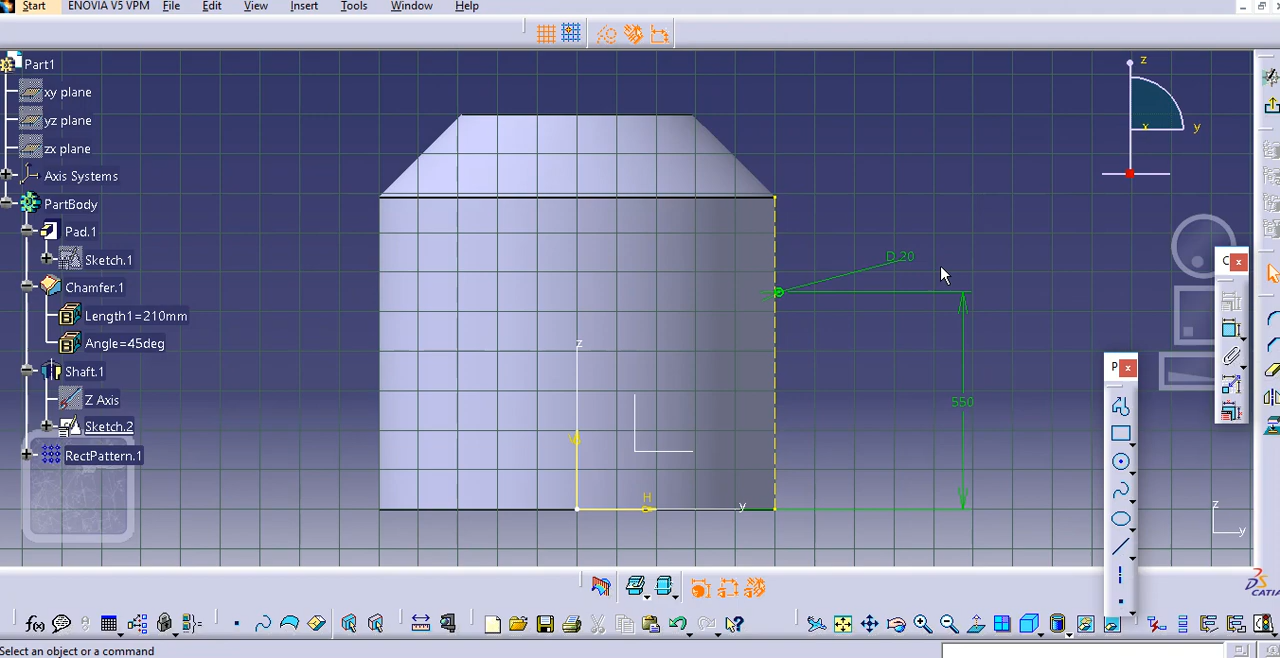 Start ENOVIA V5 VPM File Edit View Insert Tools Window Help
Part1
z
xy plane
yz plane
x y
zx plane
Axis Systems
PartBody
Pad.1
D 20
C
Sketch.1
Chamfer.1
Length1=210mm
Angle=45deg
z
P
Shaft.1
Z Axis
550
Sketch.2
V
RectPattern.1
H
y
z
y
CATIA
f(x)
Select an object or a command